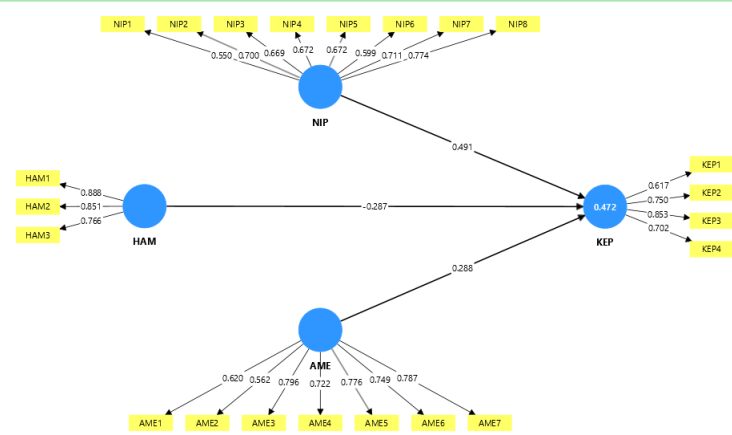 NIP1 NIP2 NIP3 NIP4 NIP5 NIP6 NIP7 NIP8
0.550 0.700 0.669 0.672 0.672 0.599 0.711 0.774
NIP
0.491
HAM1
HAM2
HAM3
0.888
0.851
0.766
HAM
-0.287
0.472
KEP
0.617
0.750
0.853
0.702
KEP1
KEP2
KEP3
KEP4
0.288
AME
0.620 0.562 0.796 0.722 0.776 0.749 0.787
AME1 AME2 AME3 AME4 AME5 AME6 AME7